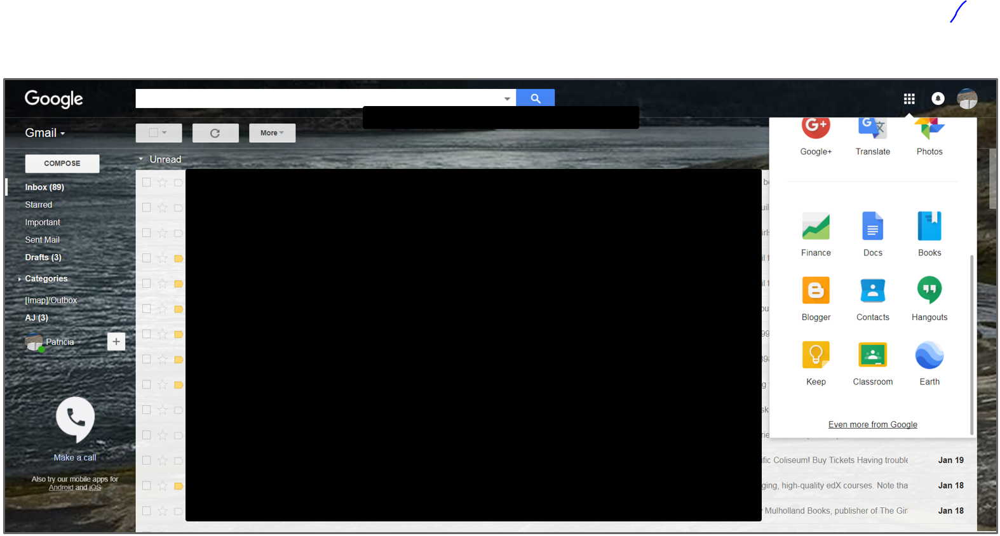 Google
Gmail
More
COMPOSE
Unread
Inbox (89)
Starred
Important
Sent Mail
Drafts (3)
Categories
[Imap]/Outbox
AJ (3)
Patricia
Make a call
Also try our mobile apps for
Android and iOS
Google+ Translate Photos
Finance Docs Books
Blogger Contacts Hangouts
Keep Classroom Earth
Even more from Google
Coliseum! Buy Tickets Having trouble Jan 19
high-quality edX courses. Note tha Jan 18
Mulholland Books, publisher of The Girl Jan 18